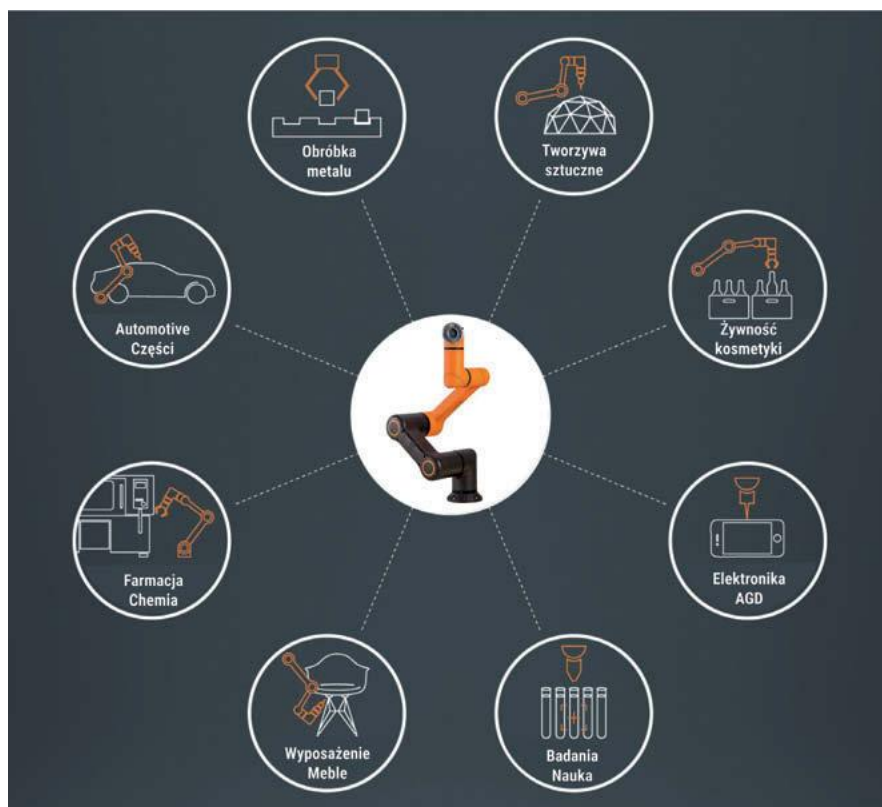 Obróbka
metalu
Tworzywa
sztuczne
Automotive
Części
Żywność
kosmetyki
Farmacja
Chemia
Elektronika
AGD
Wyposażenie
Meble
Badania
Nauka